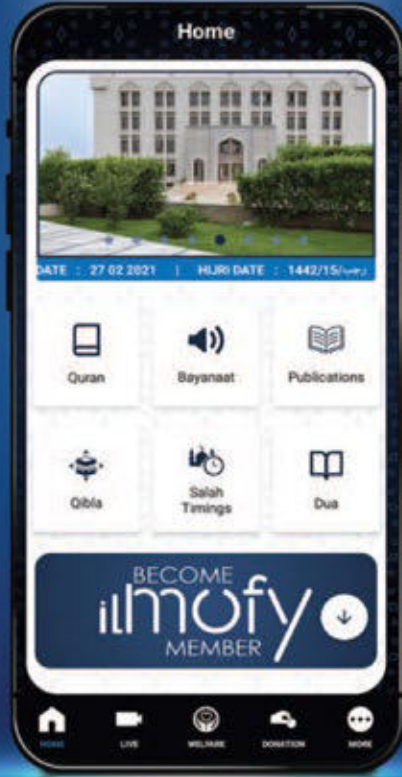 Home
DATE : 27 02 2021 | HIJRI DATE : 1442/15/رجب
Quran
Bayanaat
Publications
Qibla
Salah
Timings
Dua
BECOME
ilmofy
MEMBER
HOME
LIVE
WELFARE
DONATION
MORE